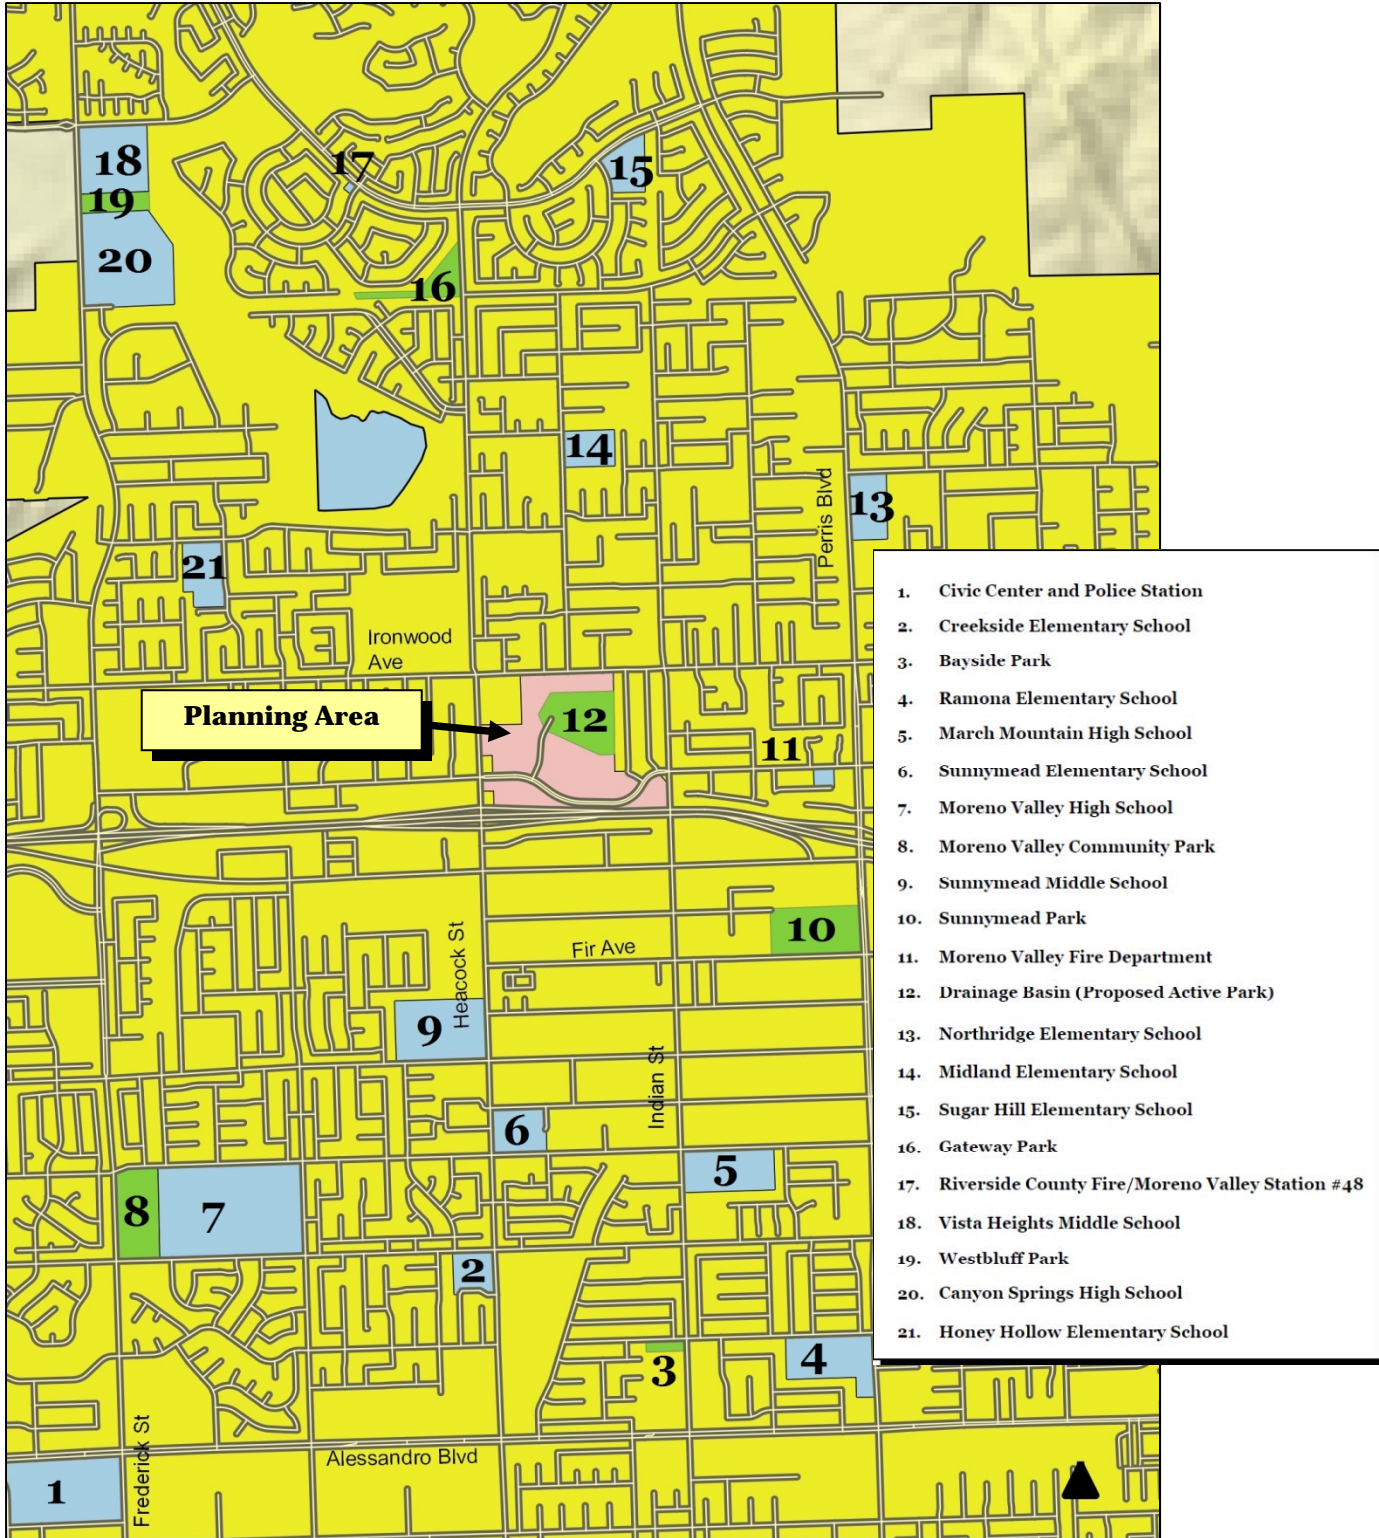 18
17
15
19
20
16
14
Perris Blvd
13
21
Ironwood
Ave
Planning Area
12
11
10
Fir Ave
Heacock St
9
Indian St
6
5
8
7
2
3
4
Frederick St
Alessandro Blvd
1
1. Civic Center and Police Station
2. Creekside Elementary School
3. Bayside Park
4. Ramona Elementary School
5. March Mountain High School
6. Sunnymead Elementary School
7. Moreno Valley High School
8. Moreno Valley Community Park
9. Sunnymead Middle School
10. Sunnymead Park
11. Moreno Valley Fire Department
12. Drainage Basin (Proposed Active Park)
13. Northridge Elementary School
14. Midland Elementary School
15. Sugar Hill Elementary School
16. Gateway Park
17. Riverside County Fire/Moreno Valley Station #48
18. Vista Heights Middle School
19. Westbluff Park
20. Canyon Springs High School
21. Honey Hollow Elementary School